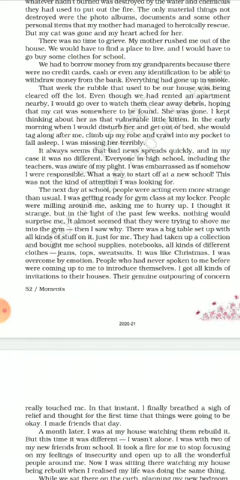 whatever hadn't burned was destroyed by the water and chemicals
they had used to put out the fire. The only material things not
destroyed were the photo albums, documents and some other
personal items that my mother had managed to heroically rescue.
But my cat was gone and my heart ached for her.
There was no time to grieve. My mother rushed me out of the
house. We would have to find a place to live, and I would have to
go buy some clothes for school.
We had to borrow money from my grandparents because there
were no credit cards, cash or even any identification to be able to
withdraw money from the bank. Everything had gone up in smoke.
That week the rubble that used to be our house was being
cleared off the lot. Even though we had rented an apartment
nearby, I would go over to watch them clear away debris, hoping
that my cat was somewhere to be found. She was gone. I kept
thinking about her as that vulnerable little kitten. In the early
morning when I would disturb her and get out of bed, she would
tag along after me, climb up my robe and crawl into my pocket to
fall asleep. I was missing her terribly.
It always seems that bad news spreads quickly, and in my
case it was no different. Everyone in high school, including the
teachers, was aware of my plight. I was embarrassed as if somehow
I were responsible. What a way to start off at a new school! This
was not the kind of attention I was looking for.
The next day at school, people were acting even more strange
than usual. I was getting ready for gym class at my locker. People
were milling around me, asking me to hurry up. I thought it
strange, but in the light of the past few weeks, nothing would
surprise me. It almost seemed that they were trying to shove me
into the gym — then I saw why. There was a big table set up with
all kinds of stuff on it, just for me. They had taken up a collection
and bought me school supplies, notebooks, all kinds of different
clothes — jeans, tops, sweatsuits. It was like Christmas. I was
overcome by emotion. People who had never spoken to me before
were coming up to me to introduce themselves. I got all kinds of
invitations to their houses. Their genuine outpouring of concern
52 / Moments
2020-21
really touched me. In that instant, I finally breathed a sigh of
relief and thought for the first time that things were going to be
okay. I made friends that day.
A month later, I was at my house watching them rebuild it.
But this time it was different — I wasn't alone. I was with two of
my new friends from school. It took a fire for me to stop focusing
on my feelings of insecurity and open up to all the wonderful
people around me. Now I was sitting there watching my house
being rebuilt when I realised my life was doing the same thing.
While we sat there on the curb, planning my new bedroom,